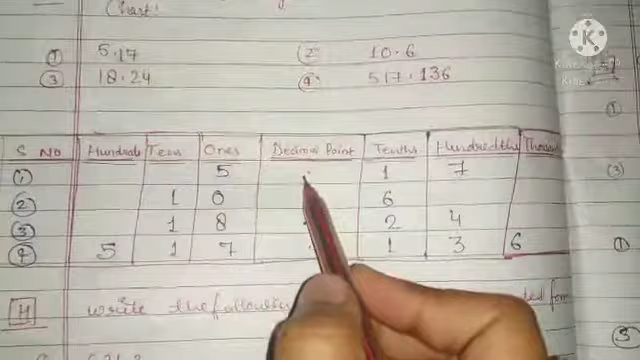 Chart:
① 5.17 ② 10.6
③ 18.24 ④ 517.136
S NO Hundreds Tens Ones Decimal Point Tenths Hundredths Thous
① 5 . 1 7
② 1 0 6
③ 1 8 . 2 4
④ 5 1 7 . 1 3 6
H write the following form